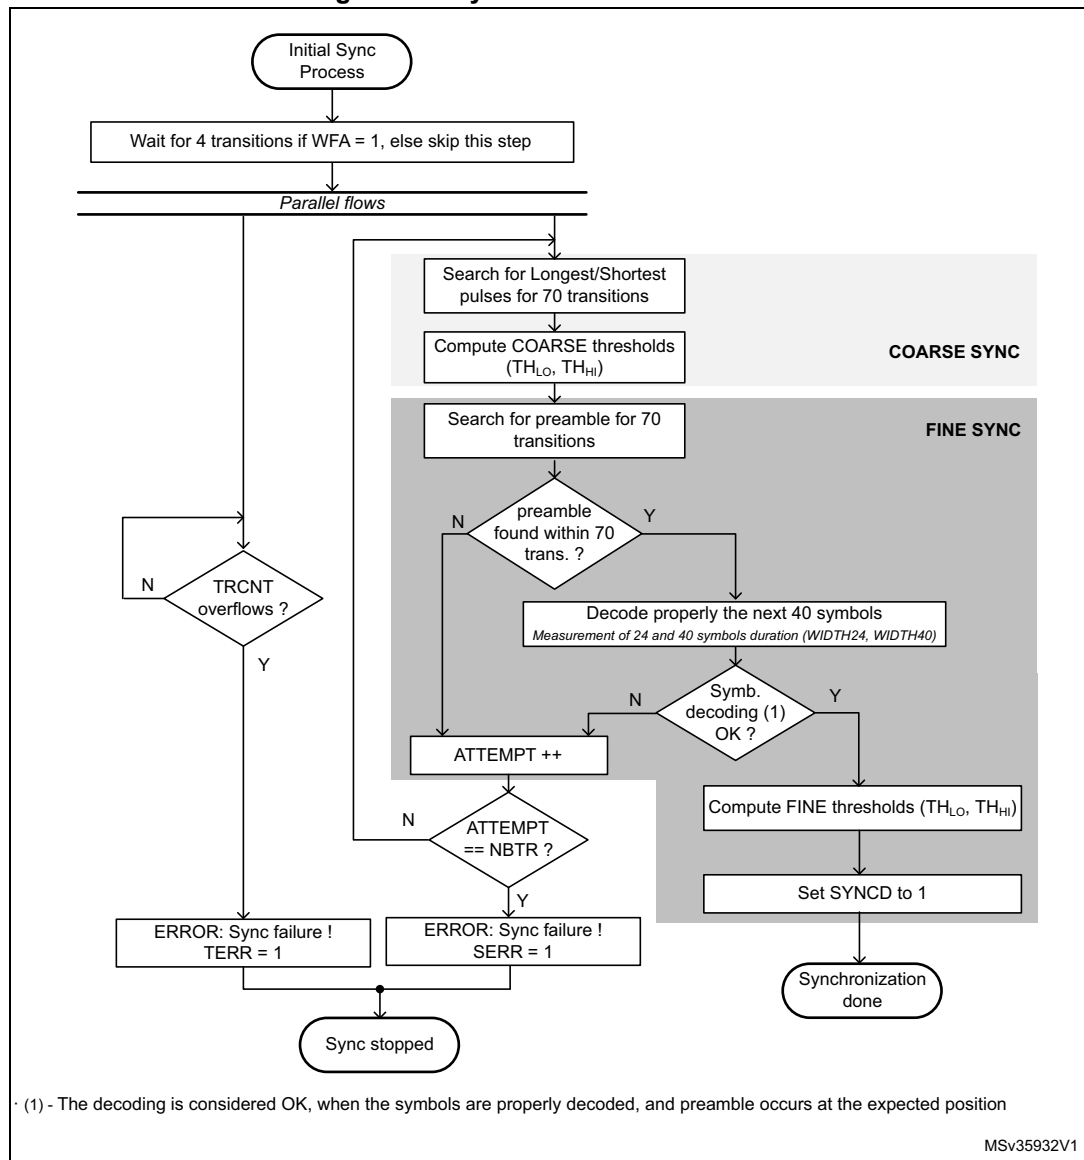 Initial Sync
Process
Wait for 4 transitions if WFA = 1, else skip this step
Parallel flows
Search for Longest/Shortest
pulses for 70 transitions
Compute COARSE thresholds
(TH_LO, TH_HI)
COARSE SYNC
Search for preamble for 70
transitions
FINE SYNC
N
preamble
found within 70
trans. ?
Y
N
TRCNT
overflows ?
Y
Decode properly the next 40 symbols
Measurement of 24 and 40 symbols duration (WIDTH24, WIDTH40)
N
Symb.
decoding (1)
OK ?
Y
ATTEMPT ++
Compute FINE thresholds (TH_LO, TH_HI)
N
ATTEMPT
== NBTR ?
Y
Set SYNCD to 1
ERROR: Sync failure !
TERR = 1
ERROR: Sync failure !
SERR = 1
Synchronization
done
Sync stopped
(1) - The decoding is considered OK, when the symbols are properly decoded, and preamble occurs at the expected position
MSv35932V1